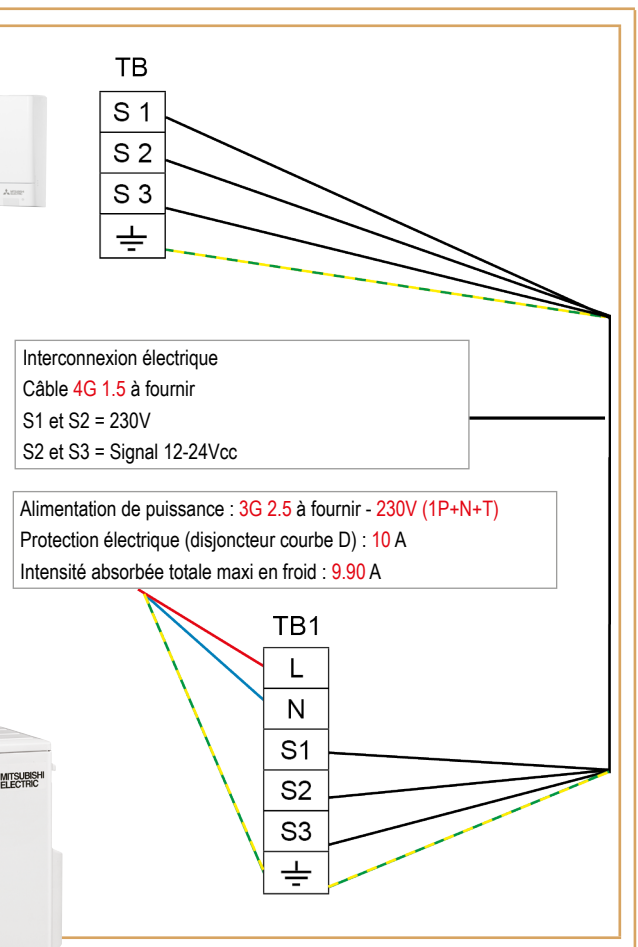 TB
S 1
S 2
S 3
Interconnexion électrique
Câble 4G 1.5 à fournir
S1 et S2 = 230V
S2 et S3 = Signal 12-24Vcc
Alimentation de puissance : 3G 2.5 à fournir - 230V (1P+N+T)
Protection électrique (disjoncteur courbe D) : 10 A
Intensité absorbée totale maxi en froid : 9.90 A
TB1
L
N
S1
S2
S3
MITSUBISHI
ELECTRIC